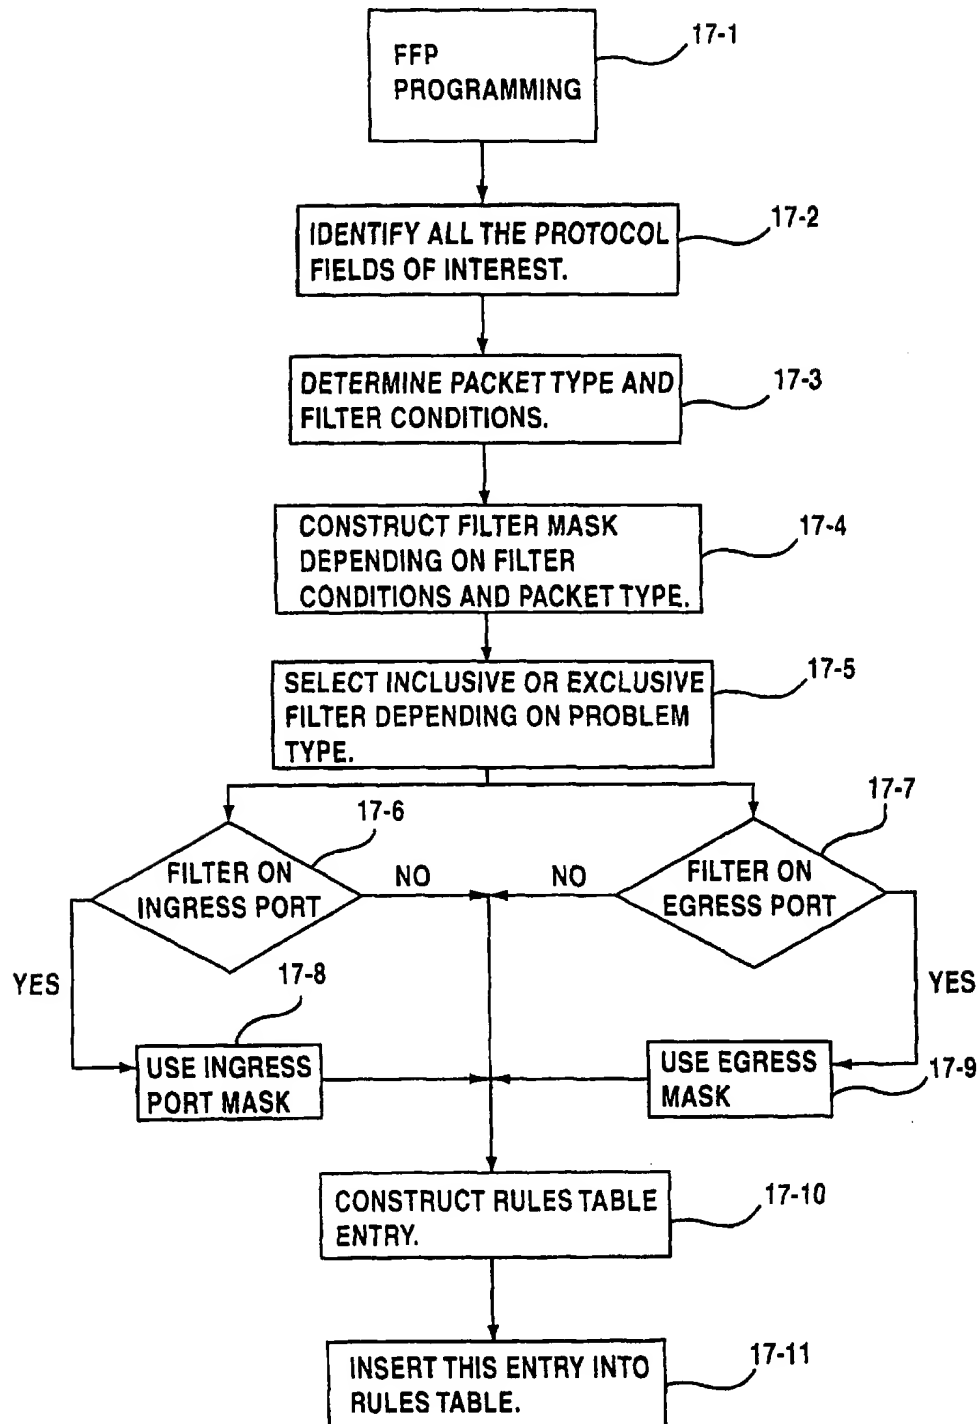 17-1
FFP
PROGRAMMING
17-2
IDENTIFY ALL THE PROTOCOL
FIELDS OF INTEREST.
17-3
DETERMINE PACKET TYPE AND
FILTER CONDITIONS.
17-4
CONSTRUCT FILTER MASK
DEPENDING ON FILTER
CONDITIONS AND PACKET TYPE.
17-5
SELECT INCLUSIVE OR EXCLUSIVE
FILTER DEPENDING ON PROBLEM
TYPE.
17-6
FILTER ON
INGRESS PORT
NO
YES
17-7
FILTER ON
EGRESS PORT
NO
YES
17-8
USE INGRESS
PORT MASK
USE EGRESS
MASK
17-9
CONSTRUCT RULES TABLE
ENTRY.
17-10
INSERT THIS ENTRY INTO
RULES TABLE.
17-11